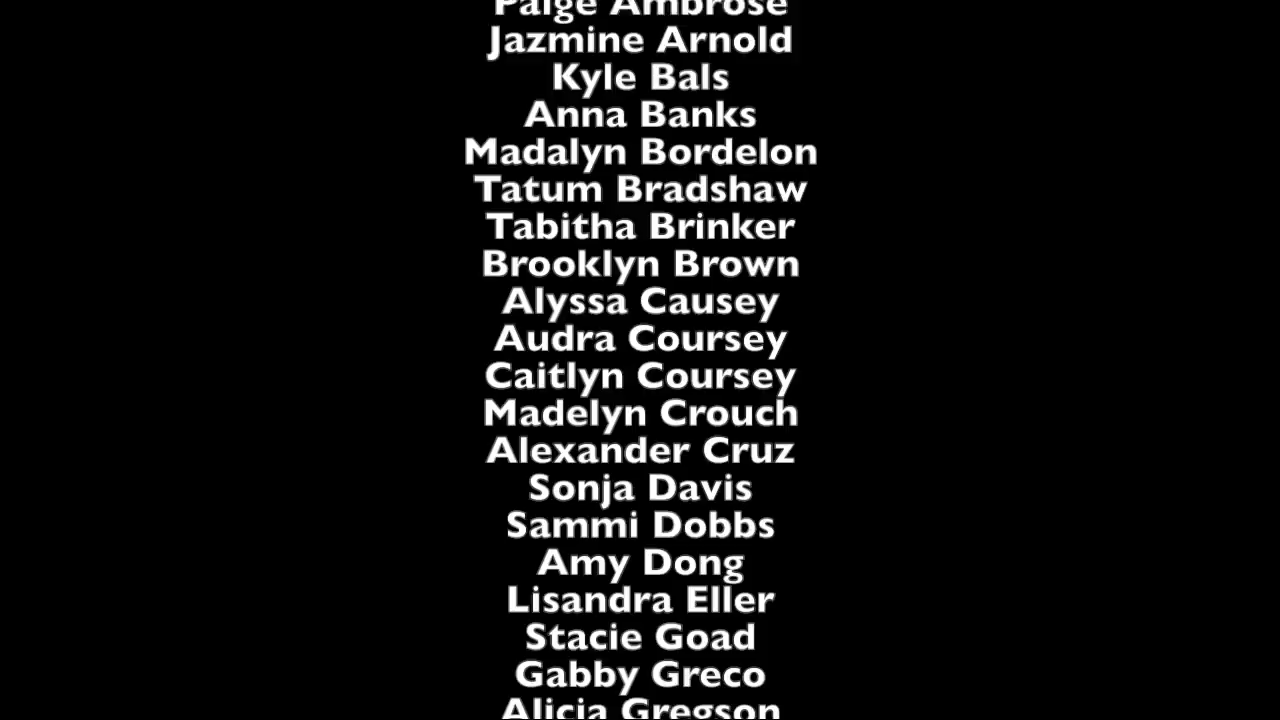 Paige Ambrose
Jazmine Arnold
Kyle Bals
Anna Banks
Madalyn Bordelon
Tatum Bradshaw
Tabitha Brinker
Brooklyn Brown
Alyssa Causey
Audra Coursey
Caitlyn Coursey
Madelyn Crouch
Alexander Cruz
Sonja Davis
Sammi Dobbs
Amy Dong
Lisandra Eller
Stacie Goad
Gabby Greco
Alicia Gregson